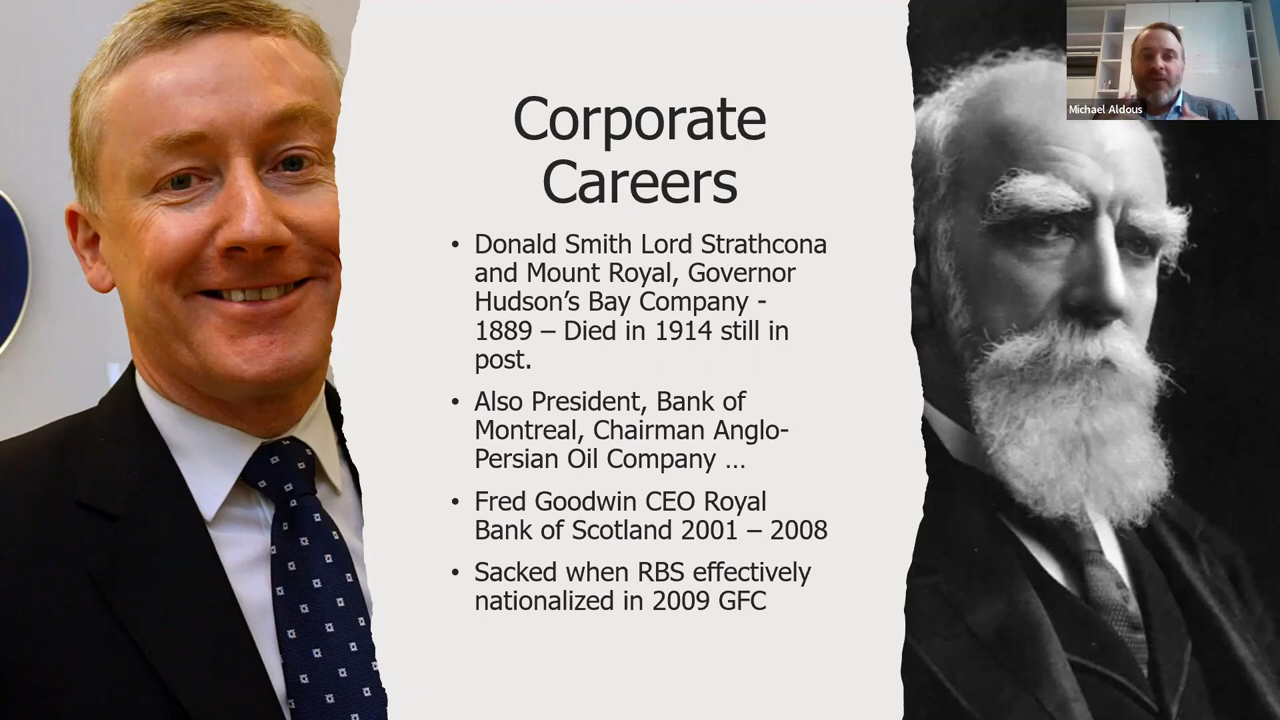 Corporate
Careers
• Donald Smith Lord Strathcona
and Mount Royal, Governor
Hudson’s Bay Company -
1889 – Died in 1914 still in
post.
• Also President, Bank of
Montreal, Chairman Anglo-
Persian Oil Company …
• Fred Goodwin CEO Royal
Bank of Scotland 2001 – 2008
• Sacked when RBS effectively
nationalized in 2009 GFC
Michael Aldous